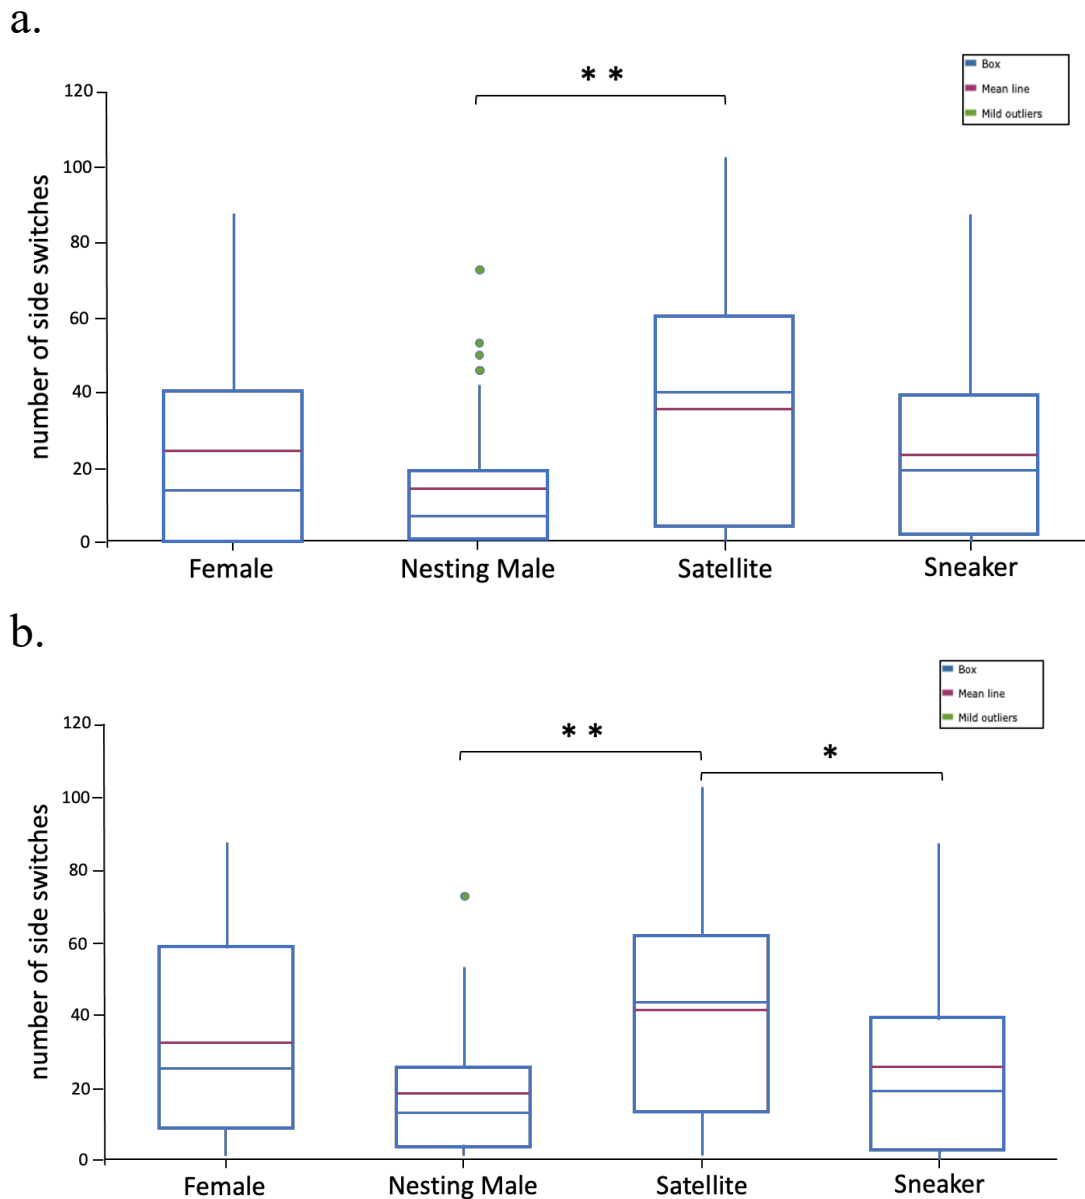 a.
* *
Box
Mean line
Mild outliers
120
100
80
60
40
20
0
number of side switches
Female Nesting Male Satellite Sneaker
b.
Box
Mean line
Mild outliers
* *
*
120
100
80
60
40
20
0
number of side switches
Female Nesting Male Satellite Sneaker